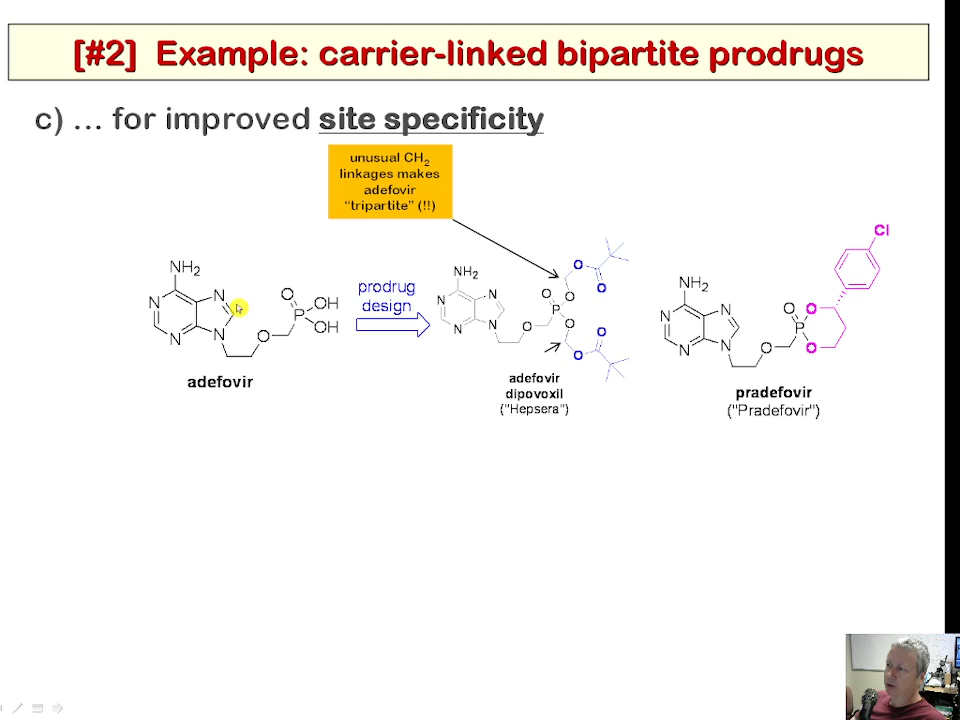 [#2] Example: carrier-linked bipartite prodrugs
c) ... for improved site specificity
unusual CH2
linkages makes
adefovir
“tripartite” (!!)
NH2
N
N
N
N
O
O
P
OH
OH
adefovir
prodrug
design
NH2
N
N
N
N
O
O
P
O
O
O
O
O
O
adefovir
dipovoxil
("Hepsera")
NH2
N
N
N
N
O
O
P
O
O
Cl
pradefovir
("Pradefovir")